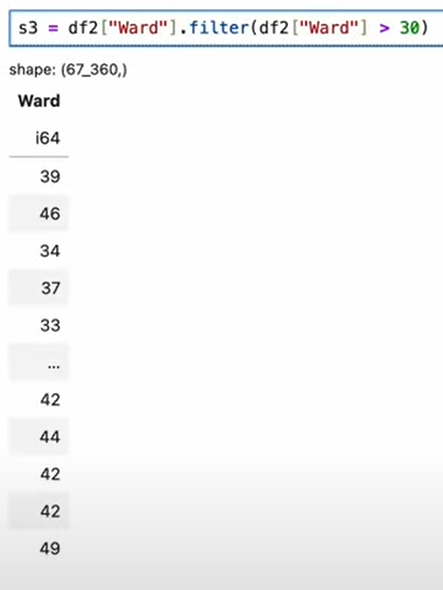 s3 = df2["Ward"].filter(df2["Ward"] > 30)
shape: (67_360,)
Ward
i64
39
46
34
37
33
...
42
44
42
42
49